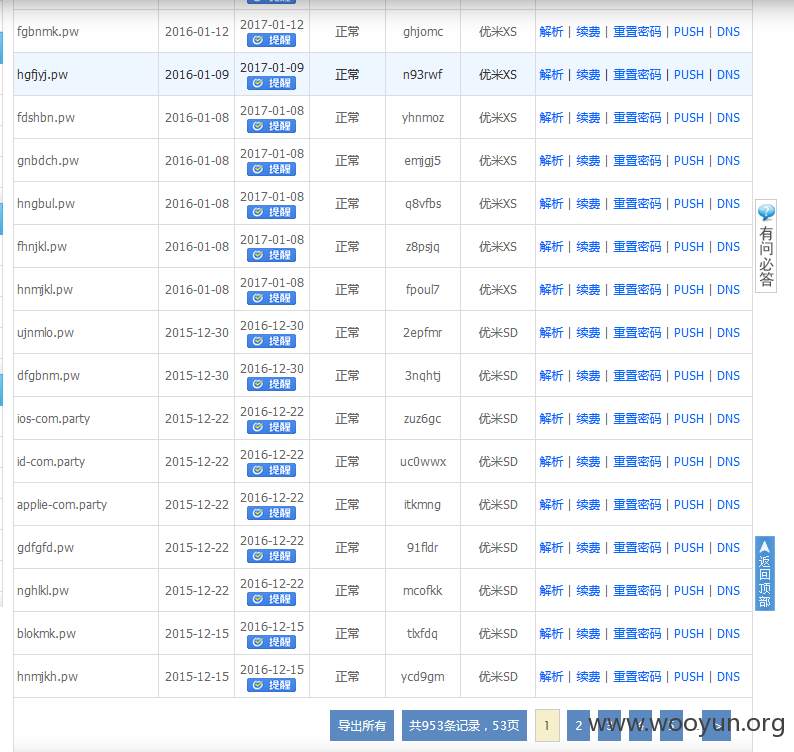 提醒
fgbnmk.pw 2016-01-12 2017-01-12 提醒 正常 ghjomc 优米XS 解析 | 续费 | 重置密码 | PUSH | DNS
hgfjyj.pw 2016-01-09 2017-01-09 提醒 正常 n93rwf 优米XS 解析 | 续费 | 重置密码 | PUSH | DNS
fdshbn.pw 2016-01-08 2017-01-08 提醒 正常 yhnmoz 优米XS 解析 | 续费 | 重置密码 | PUSH | DNS
gnbdch.pw 2016-01-08 2017-01-08 提醒 正常 emjgj5 优米XS 解析 | 续费 | 重置密码 | PUSH | DNS
hngbul.pw 2016-01-08 2017-01-08 提醒 正常 q8vfbs 优米XS 解析 | 续费 | 重置密码 | PUSH | DNS
fhnjkl.pw 2016-01-08 2017-01-08 提醒 正常 z8psjq 优米XS 解析 | 续费 | 重置密码 | PUSH | DNS
hnmjkl.pw 2016-01-08 2017-01-08 提醒 正常 fpoul7 优米XS 解析 | 续费 | 重置密码 | PUSH | DNS
ujnmlo.pw 2015-12-30 2016-12-30 提醒 正常 2epfmr 优米SD 解析 | 续费 | 重置密码 | PUSH | DNS
dfgbnm.pw 2015-12-30 2016-12-30 提醒 正常 3nqhtj 优米SD 解析 | 续费 | 重置密码 | PUSH | DNS
ios-com.party 2015-12-22 2016-12-22 提醒 正常 zuz6gc 优米SD 解析 | 续费 | 重置密码 | PUSH | DNS
id-com.party 2015-12-22 2016-12-22 提醒 正常 uc0wwx 优米SD 解析 | 续费 | 重置密码 | PUSH | DNS
applie-com.party 2015-12-22 2016-12-22 提醒 正常 itkmng 优米SD 解析 | 续费 | 重置密码 | PUSH | DNS
gdfgfd.pw 2015-12-22 2016-12-22 提醒 正常 91fldr 优米SD 解析 | 续费 | 重置密码 | PUSH | DNS
nghlkl.pw 2015-12-22 2016-12-22 提醒 正常 mcofkk 优米SD 解析 | 续费 | 重置密码 | PUSH | DNS
blokmk.pw 2015-12-15 2016-12-15 提醒 正常 tlxfdq 优米SD 解析 | 续费 | 重置密码 | PUSH | DNS
hnmjkh.pw 2015-12-15 2016-12-15 提醒 正常 ycd9gm 优米SD 解析 | 续费 | 重置密码 | PUSH | DNS
导出所有 共953条记录，53页 1 2
www.wooyun.org
有问必答
返回顶部